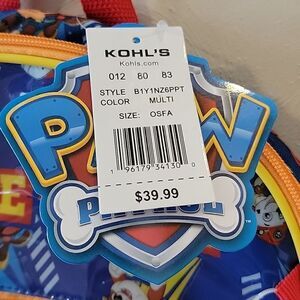 KOHL'S
Kohls.com
012 80 83
STYLE B1Y1NZ6PPT
COLOR MULTI
SIZE: OSFA
1 96179 34130 0
$39.99
PAW
PATROL